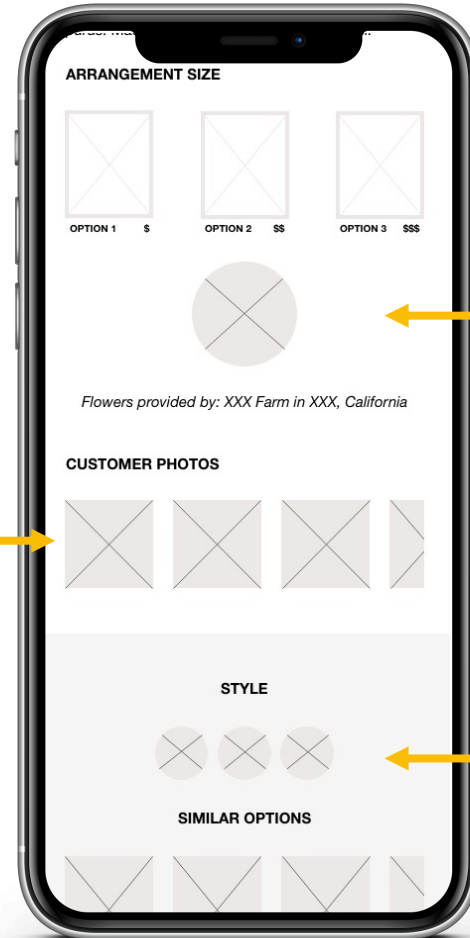 ARRANGEMENT SIZE
OPTION 1 $ OPTION 2 $$ OPTION 3 $$$
Flowers provided by: XXX Farm in XXX, California
CUSTOMER PHOTOS
STYLE
SIMILAR OPTIONS